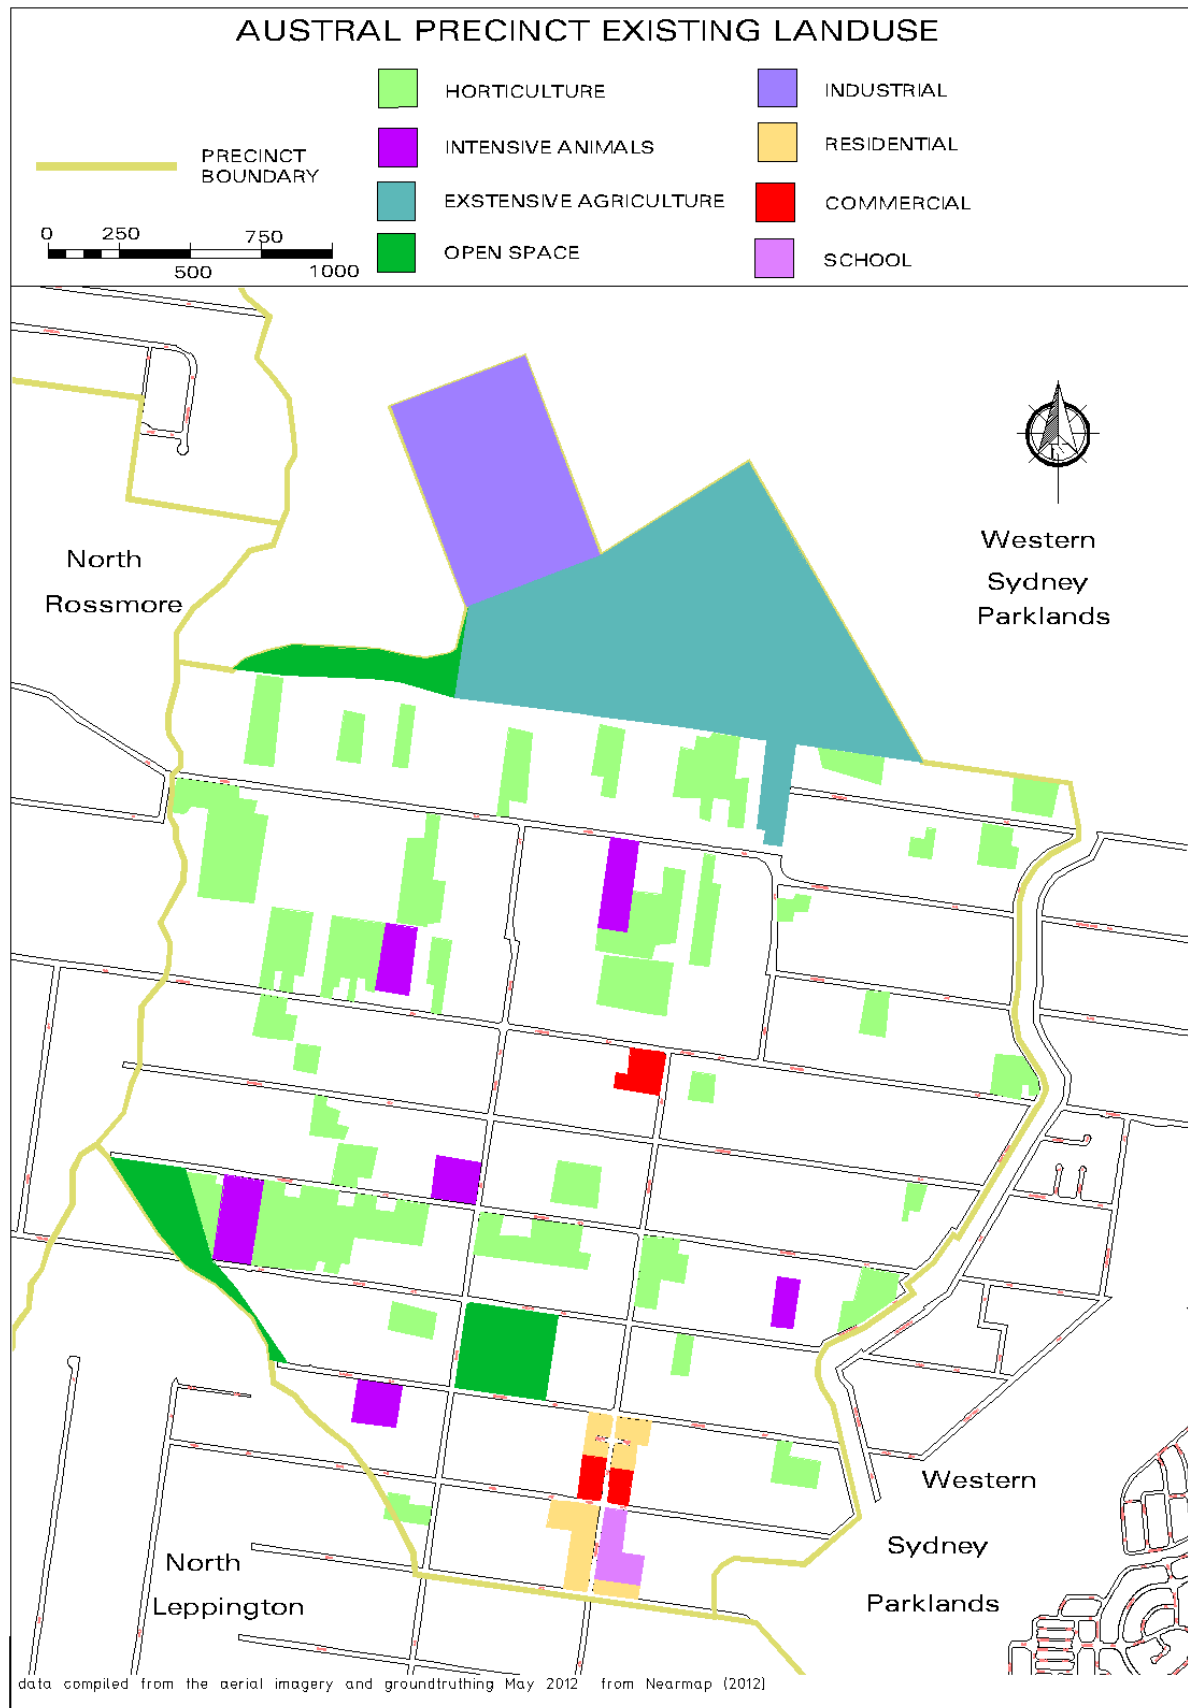 AUSTRAL PRECINCT EXISTING LANDUSE
HORTICULTURE
INDUSTRIAL
INTENSIVE ANIMALS
RESIDENTIAL
PRECINCT
BOUNDARY
EXSTENSIVE AGRICULTURE
COMMERCIAL
0 250 750
500 1000
OPEN SPACE
SCHOOL
North
Rossmore
Western
Sydney
Parklands
Western
Sydney
Parklands
North
Leppington
data compiled from the aerial imagery and groundtruthing May 2012 from Nearmap (2012)